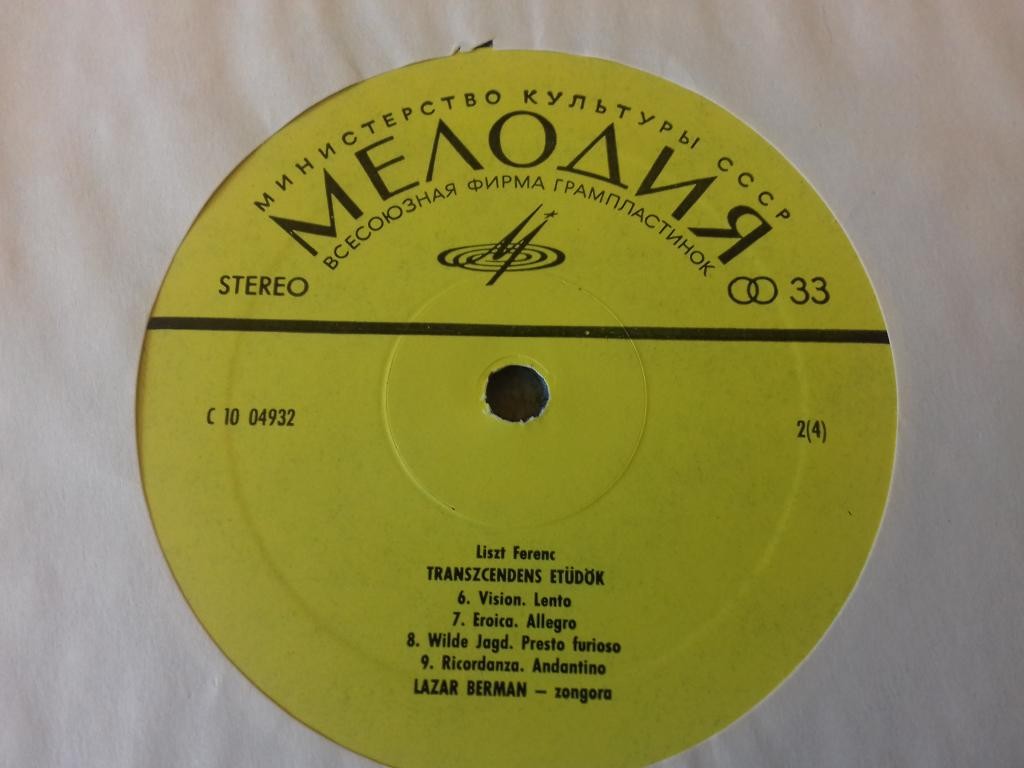 МИНИСТЕРСТВО КУЛЬТУРЫ СССР
МЕЛОДИЯ
ВСЕСОЮЗНАЯ ФИРМА ГРАМПЛАСТИНОК
STEREO
33
С 10 04932
2(4)
Liszt Ferenc
TRANSZCENDENS ETÜDÖK
6. Vision. Lento
7. Eroica. Allegro
8. Wilde Jagd. Presto furioso
9. Ricordanza. Andantino
LAZAR BERMAN — zongora